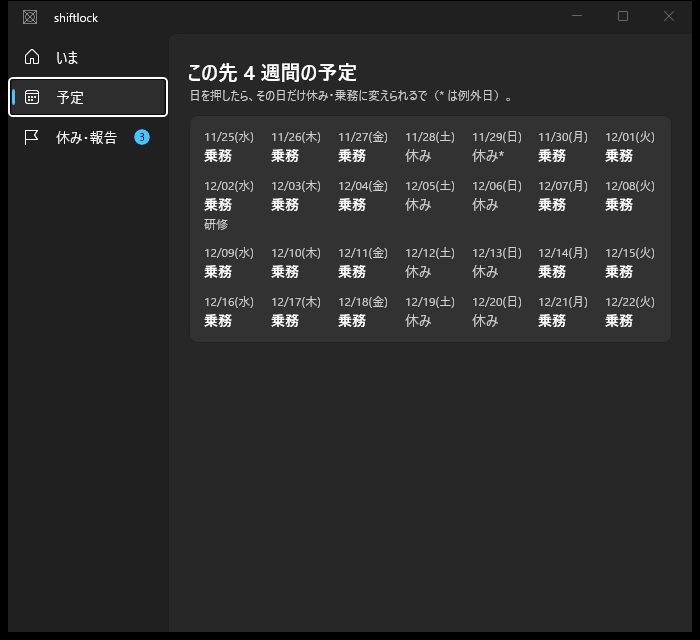 shiftlock
いま
予定
休み・報告 3
この先 4 週間の予定
日を押したら、その日だけ休み・乗務に変えられるで（* は例外日）。
11/25(水) 11/26(木) 11/27(金) 11/28(土) 11/29(日) 11/30(月) 12/01(火)
乗務 乗務 乗務 休み 休み* 乗務 乗務
12/02(水) 12/03(木) 12/04(金) 12/05(土) 12/06(日) 12/07(月) 12/08(火)
乗務 乗務 乗務 休み 休み 乗務 乗務
研修
12/09(水) 12/10(木) 12/11(金) 12/12(土) 12/13(日) 12/14(月) 12/15(火)
乗務 乗務 乗務 休み 休み 乗務 乗務
12/16(水) 12/17(木) 12/18(金) 12/19(土) 12/20(日) 12/21(月) 12/22(火)
乗務 乗務 乗務 休み 休み 乗務 乗務